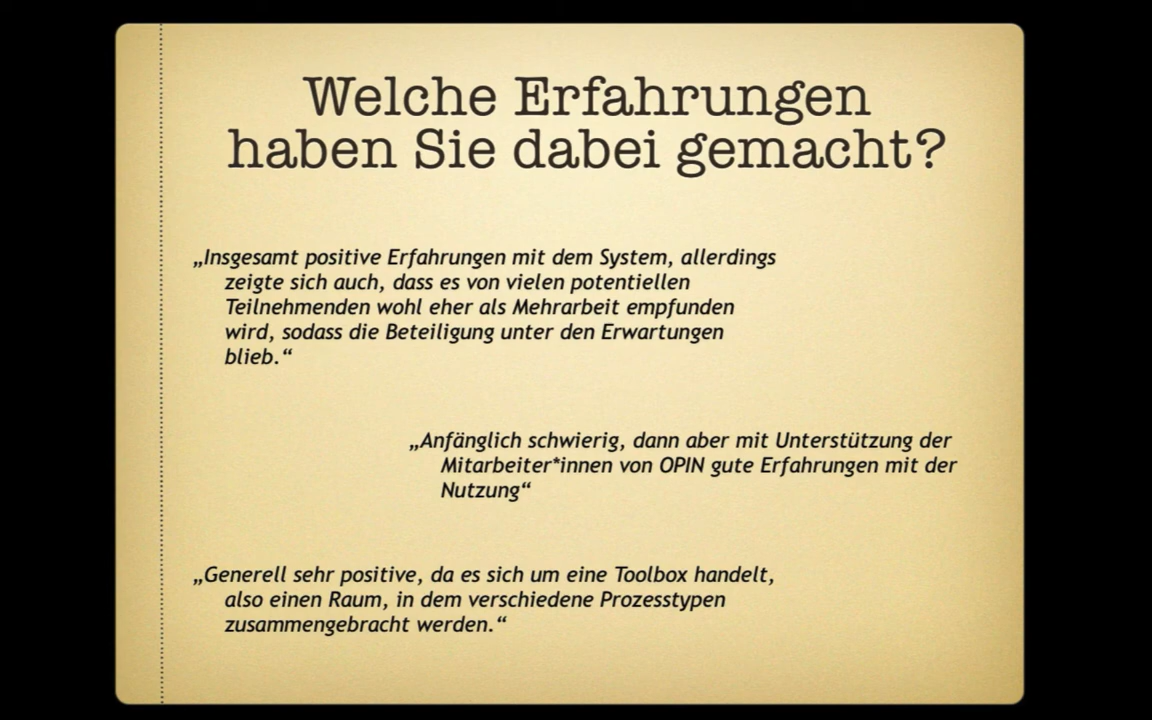 Welche Erfahrungen
haben Sie dabei gemacht?
„Insgesamt positive Erfahrungen mit dem System, allerdings
zeigte sich auch, dass es von vielen potentiellen
Teilnehmenden wohl eher als Mehrarbeit empfunden
wird, sodass die Beteiligung unter den Erwartungen
blieb.“
„Anfänglich schwierig, dann aber mit Unterstützung der
Mitarbeiter*innen von OPIN gute Erfahrungen mit der
Nutzung“
„Generell sehr positive, da es sich um eine Toolbox handelt,
also einen Raum, in dem verschiedene Prozesstypen
zusammengebracht werden.“